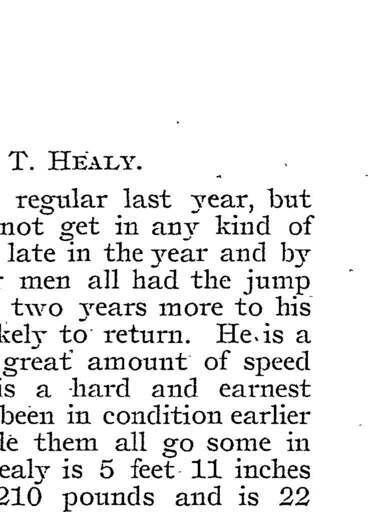 T. HEALY.
regular last year, but
not get in any kind of
late in the year and by
men all had the jump
two years more to his
kely to return. He is a
great amount of speed
is a hard and earnest
been in condition earlier
them all go some in
ealy is 5 feet 11 inches
210 pounds and is 22